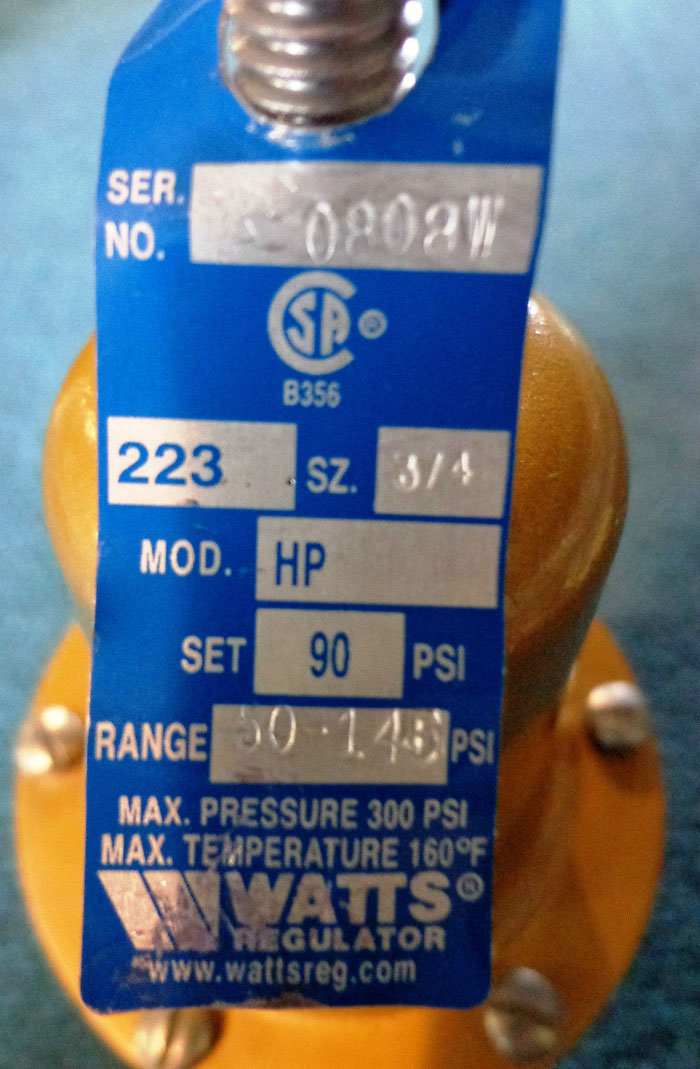 SER. NO. 0808W
CSA ®
B356
223 SZ. 3/4
MOD. HP
SET 90 PSI
RANGE PSI
MAX. PRESSURE 300 PSI
MAX. TEMPERATURE 160°F
WATTS®
REGULATOR
www.wattsreg.com